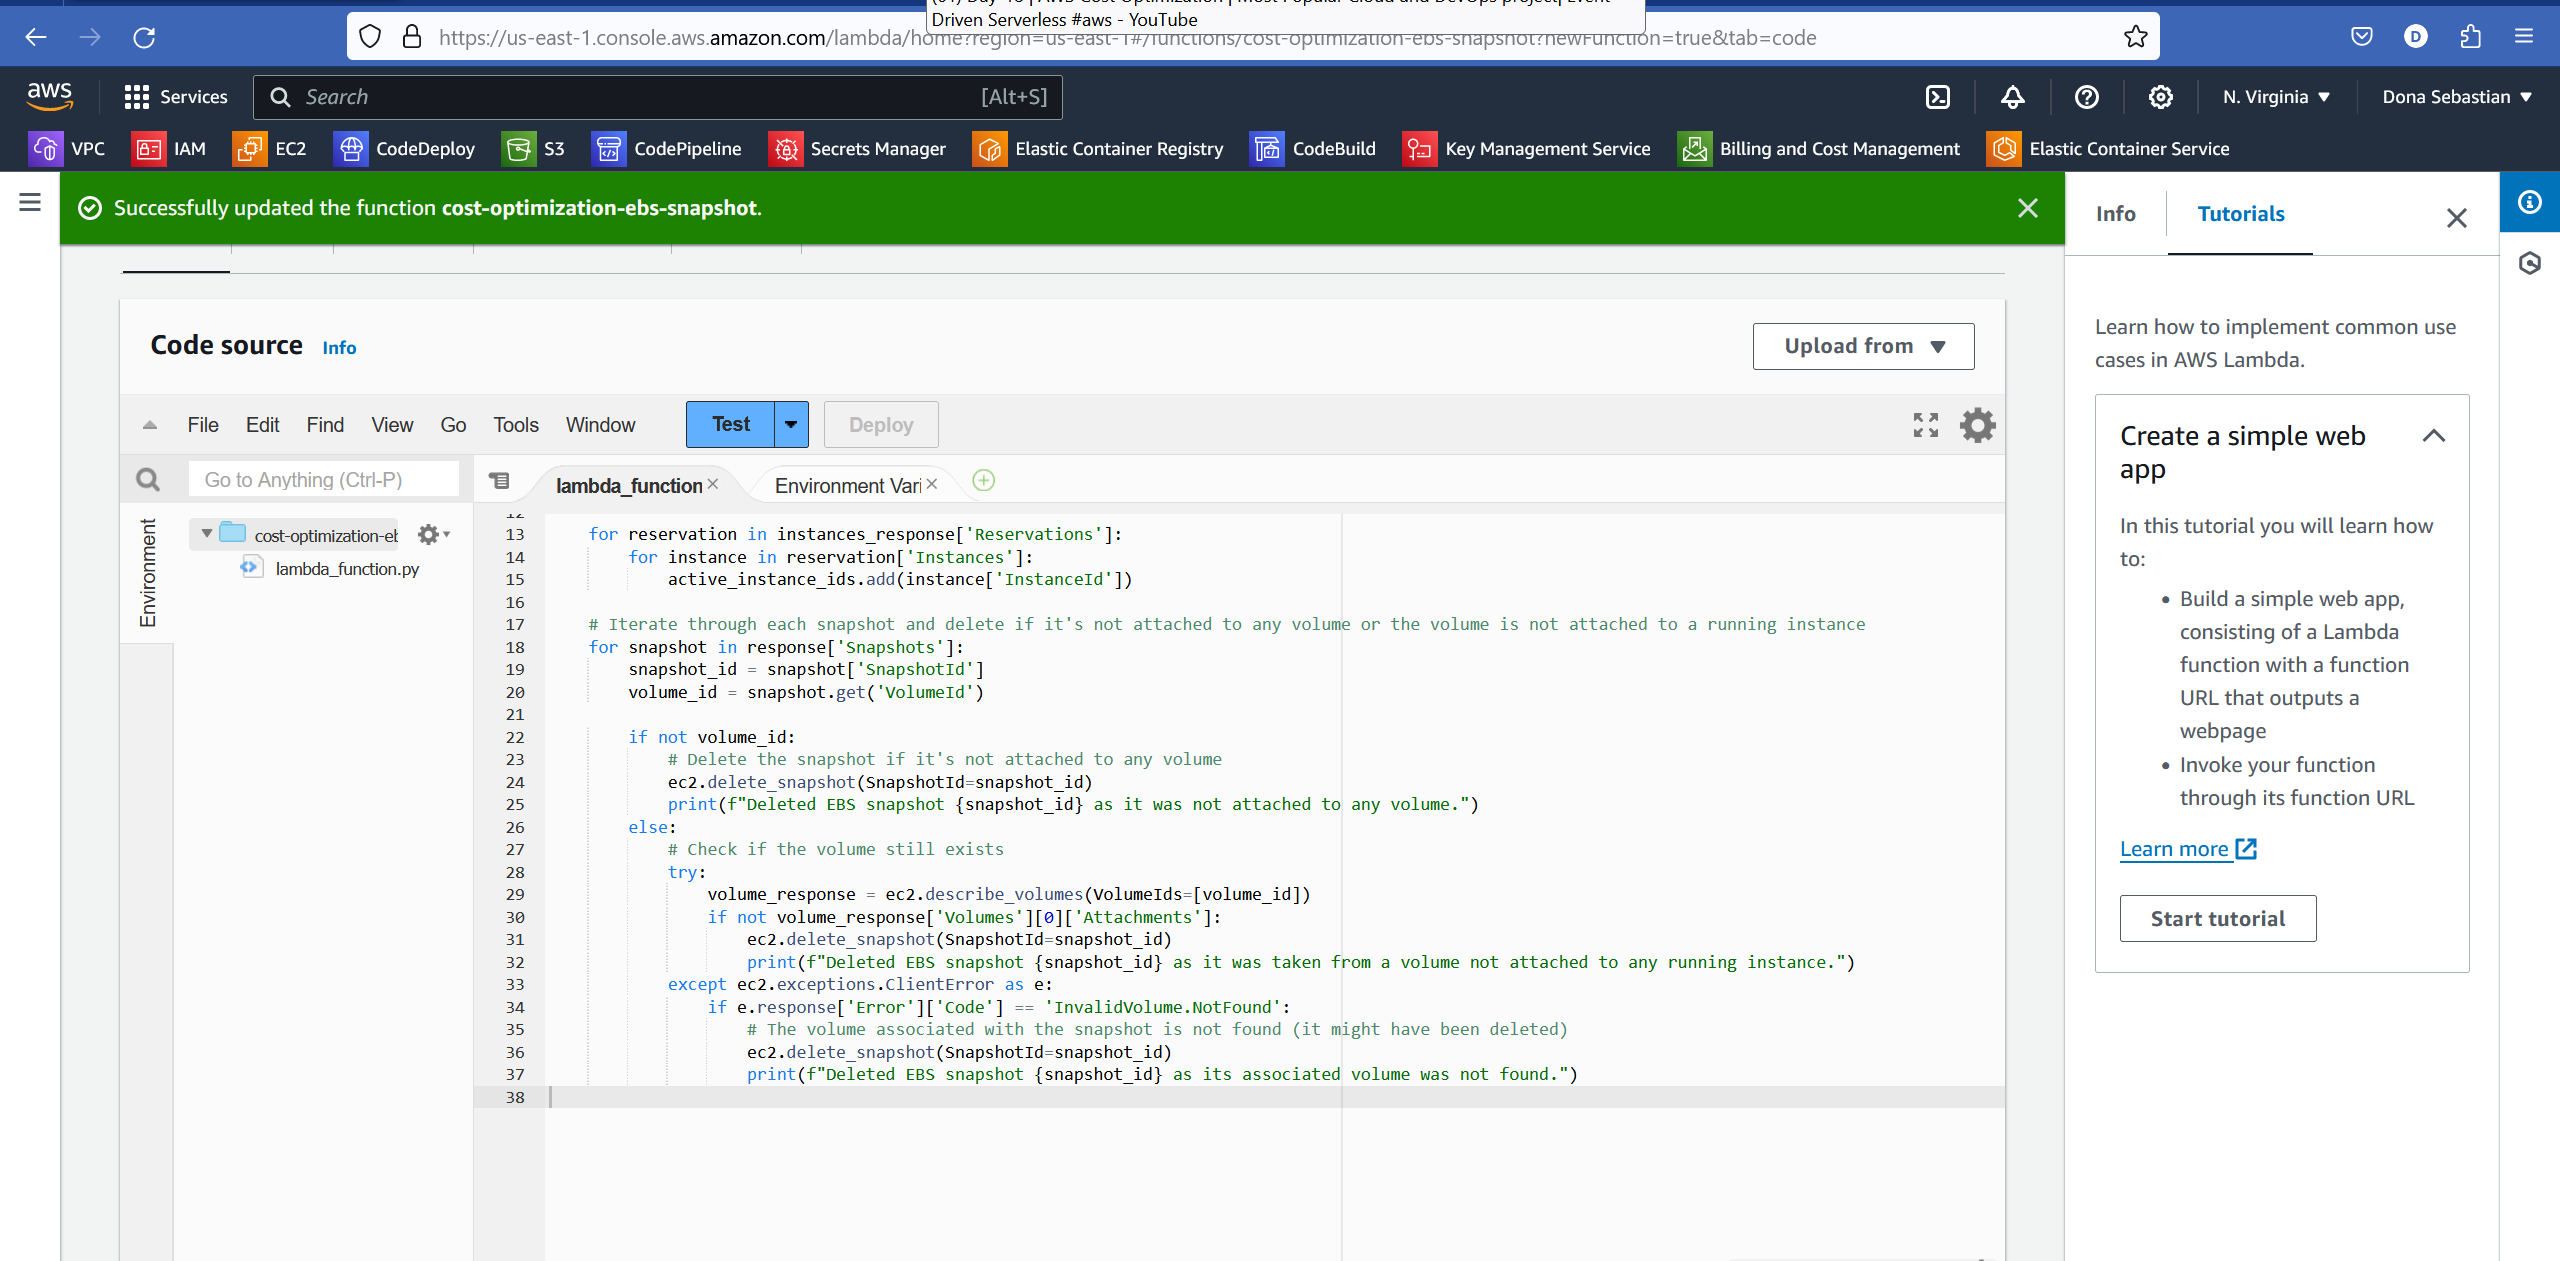 Driven Serverless #aws - YouTube
https://us-east-1.console.aws.amazon.com/lambda/home?region=us-east-1#/functions/cost-optimization-ebs-snapshot?newFunction=true&tab=code
D
aws
Services
Search
[Alt+S]
N. Virginia
Dona Sebastian
VPC
IAM
EC2
CodeDeploy
S3
CodePipeline
Secrets Manager
Elastic Container Registry
CodeBuild
Key Management Service
Billing and Cost Management
Elastic Container Service
Successfully updated the function cost-optimization-ebs-snapshot.
Info
Tutorials
Code source
Info
Upload from
File
Edit
Find
View
Go
Tools
Window
Test
Deploy
Go to Anything (Ctrl-P)
lambda_function
Environment Vari
Environment
cost-optimization-eb
lambda_function.py
12
13 for reservation in instances_response['Reservations']:
14 for instance in reservation['Instances']:
15 active_instance_ids.add(instance['InstanceId'])
16
17 # Iterate through each snapshot and delete if it's not attached to any volume or the volume is not attached to a running instance
18 for snapshot in response['Snapshots']:
19 snapshot_id = snapshot['SnapshotId']
20 volume_id = snapshot.get('VolumeId')
21
22 if not volume_id:
23 # Delete the snapshot if it's not attached to any volume
24 ec2.delete_snapshot(SnapshotId=snapshot_id)
25 print(f"Deleted EBS snapshot {snapshot_id} as it was not attached to any volume.")
26 else:
27 # Check if the volume still exists
28 try:
29 volume_response = ec2.describe_volumes(VolumeIds=[volume_id])
30 if not volume_response['Volumes'][0]['Attachments']:
31 ec2.delete_snapshot(SnapshotId=snapshot_id)
32 print(f"Deleted EBS snapshot {snapshot_id} as it was taken from a volume not attached to any running instance.")
33 except ec2.exceptions.ClientError as e:
34 if e.response['Error']['Code'] == 'InvalidVolume.NotFound':
35 # The volume associated with the snapshot is not found (it might have been deleted)
36 ec2.delete_snapshot(SnapshotId=snapshot_id)
37 print(f"Deleted EBS snapshot {snapshot_id} as its associated volume was not found.")
38
Learn how to implement common use
cases in AWS Lambda.
Create a simple web
app
In this tutorial you will learn how
to:
• Build a simple web app,
consisting of a Lambda
function with a function
URL that outputs a
webpage
• Invoke your function
through its function URL
Learn more
Start tutorial